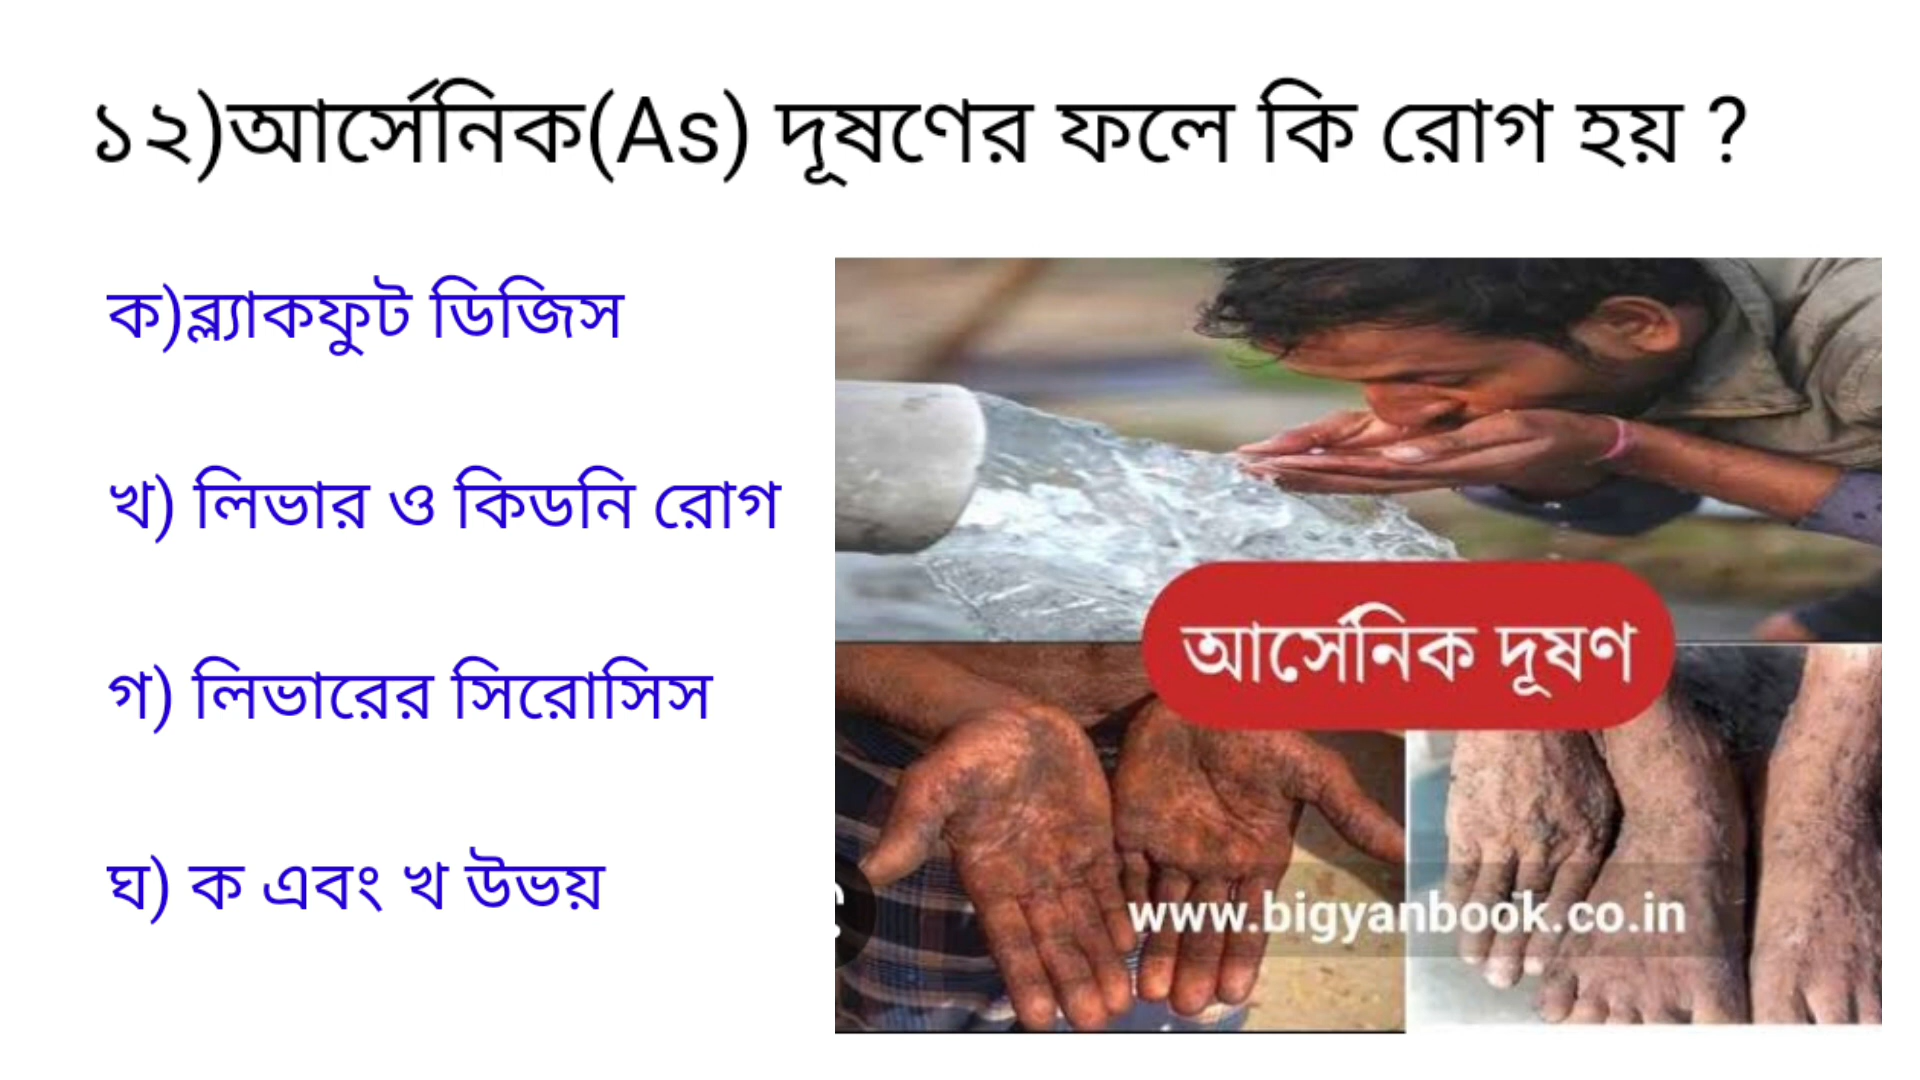 ১২)আর্সেনিক(As) দূষণের ফলে কি রোগ হয় ?
ক)ব্ল্যাকফুট ডিজিস
খ) লিভার ও কিডনি রোগ
গ) লিভারের সিরোসিস
ঘ) ক এবং খ উভয়
আর্সেনিক দূষণ
www.bigyanbook.co.in